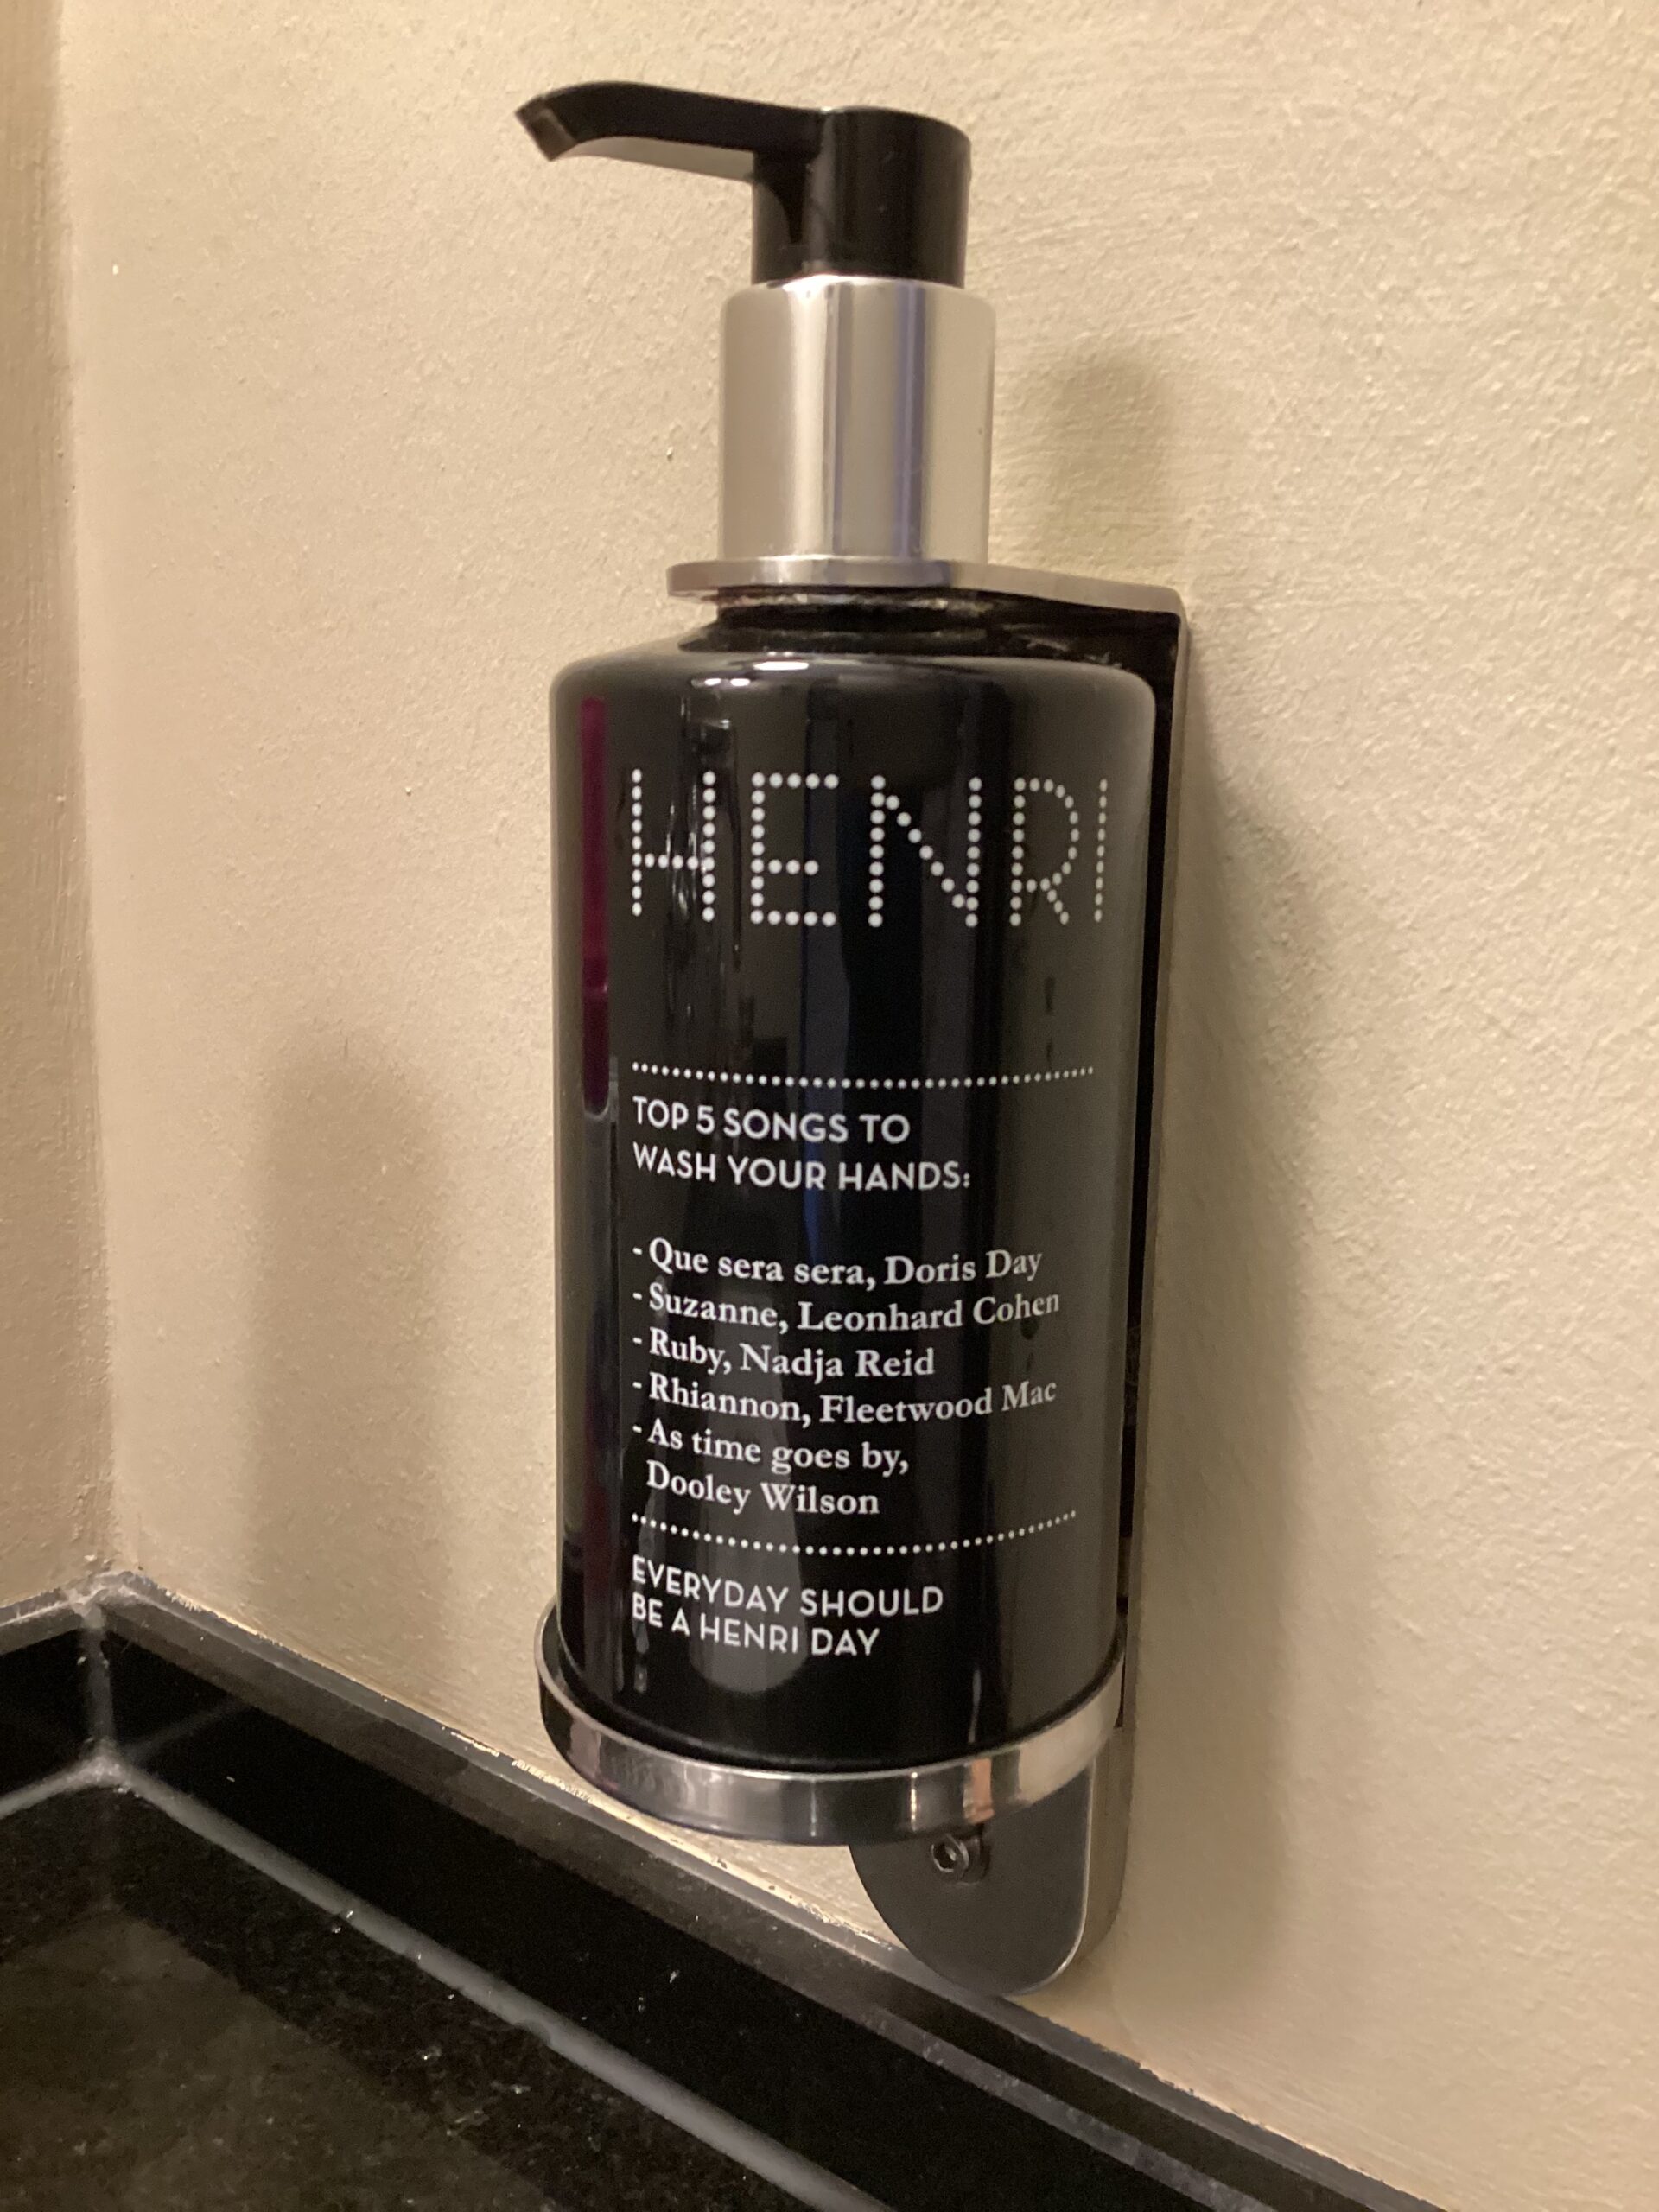 HENRI
TOP 5 SONGS TO
WASH YOUR HANDS:
- Que sera sera, Doris Day
- Suzanne, Leonhard Cohen
- Ruby, Nadja Reid
- Rhiannon, Fleetwood Mac
- As time goes by,
Dooley Wilson
EVERYDAY SHOULD
BE A HENRI DAY